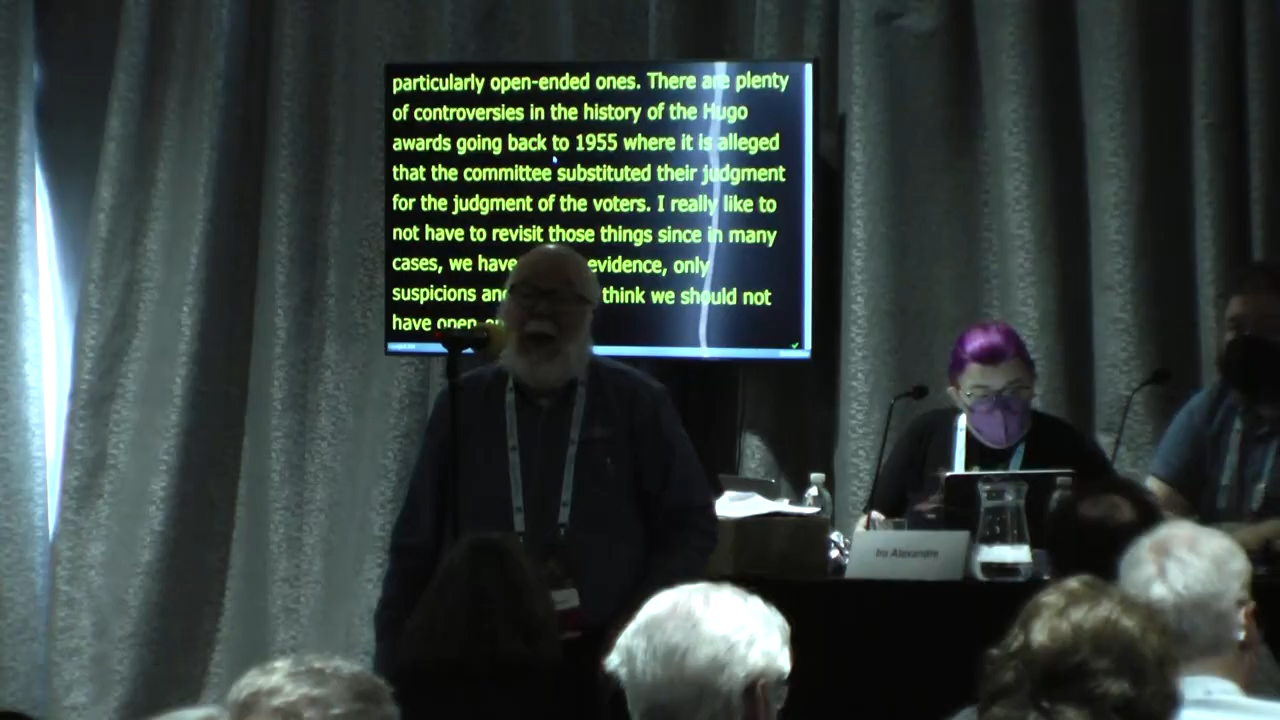 particularly open-ended ones. There are plenty
of controversies in the history of the Hugo
awards going back to 1955 where it is alleged
that the committee substituted their judgment
for the judgment of the voters. I really like to
not have to revisit those things since in many
cases, we have evidence, only
suspicions and think we should not
have open
Ira Alexandre